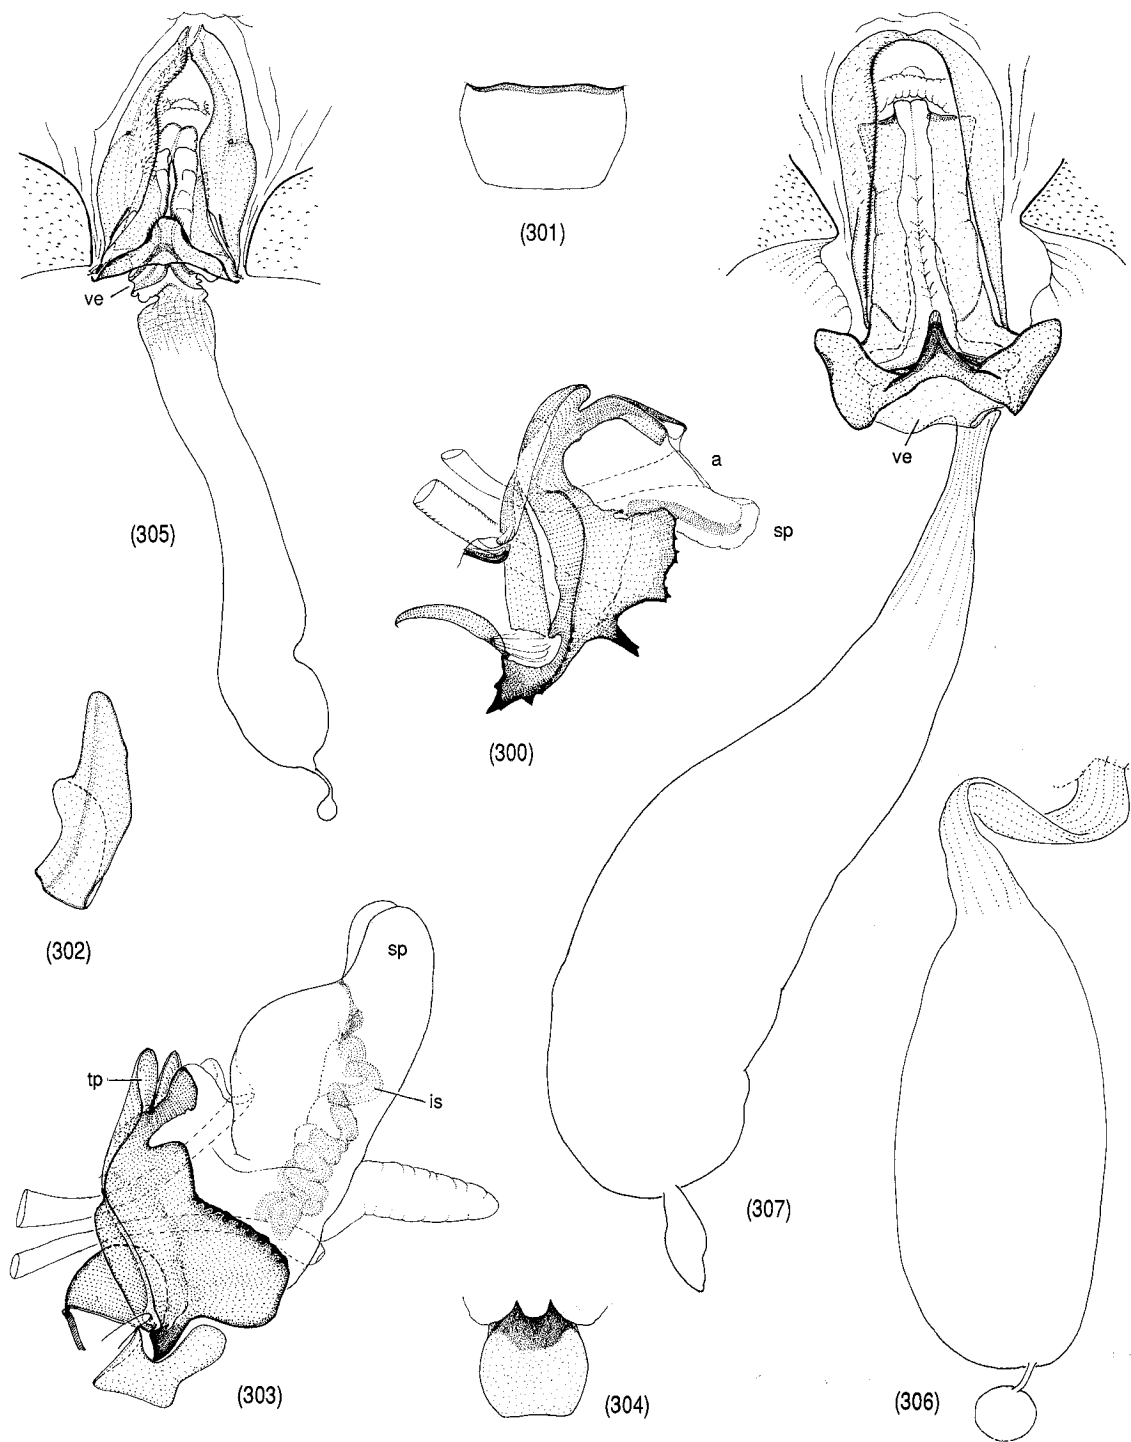 (301)
ve
ve
a
(305)
sp
(300)
(302)
sp
tp
is
(307)
(303)
(304)
(306)